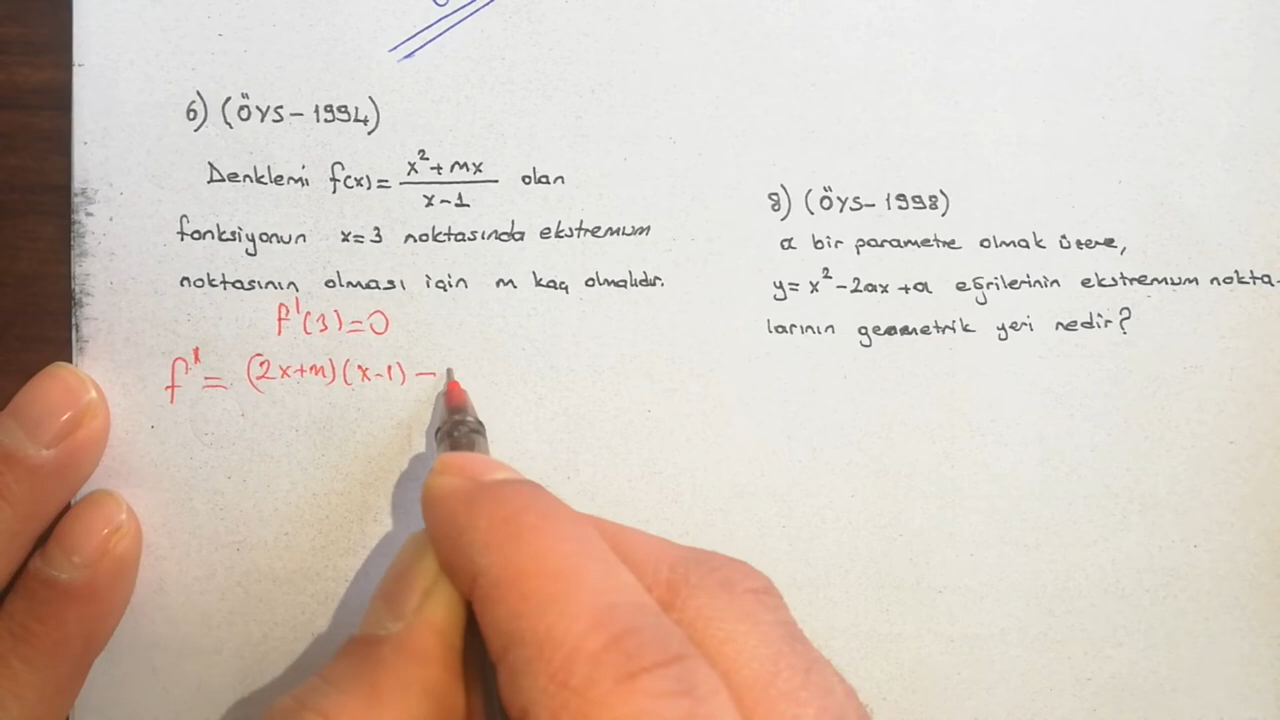 6) (ÖYS-1994)
Denklemi f(x)= x²+mx / x-1 olan
fonksiyonun x=3 noktasında ekstremum
noktasının olması için m kaç olmalıdır.
f'(3)=0
f' = (2x+m)(x-1) -
8) (ÖYS-1998)
a bir parametre olmak üzere,
y= x²-2ax+a eğrilerinin ekstremum nokta-
larının geometrik yeri nedir?